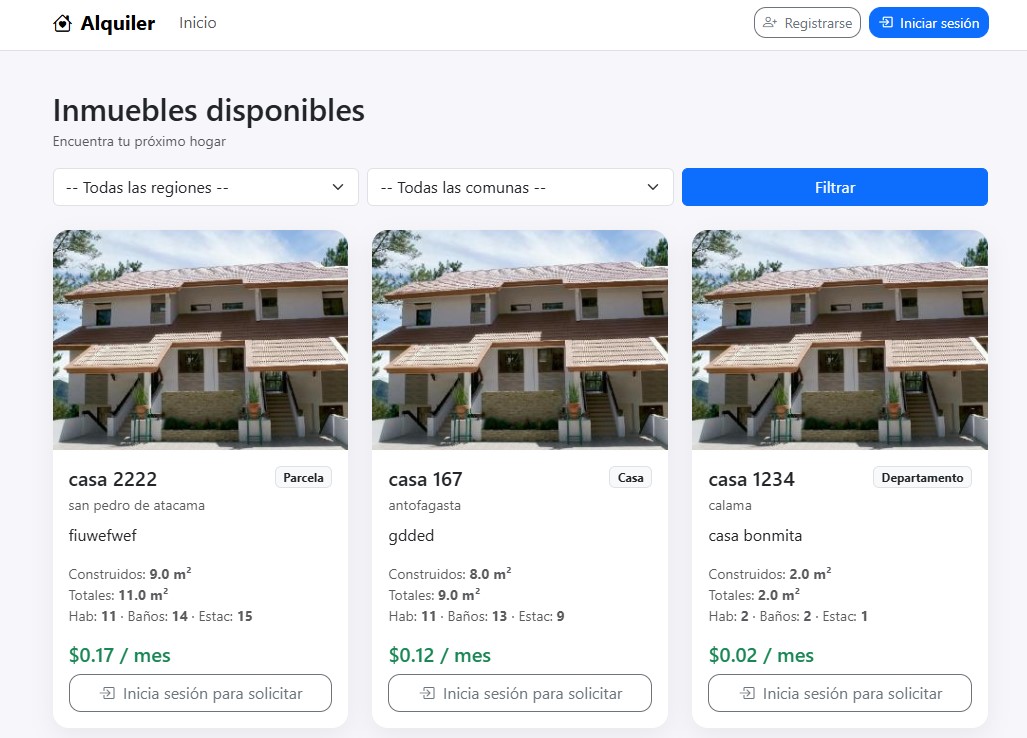 Alquiler Inicio Registrarse Iniciar sesión
Inmuebles disponibles
Encuentra tu próximo hogar
-- Todas las regiones -- -- Todas las comunas -- Filtrar
casa 2222 Parcela
san pedro de atacama
fiuwefwef
Construidos: 9.0 m²
Totales: 11.0 m²
Hab: 11 · Baños: 14 · Estac: 15
$0.17 / mes
Inicia sesión para solicitar
casa 167 Casa
antofagasta
gdded
Construidos: 8.0 m²
Totales: 9.0 m²
Hab: 11 · Baños: 13 · Estac: 9
$0.12 / mes
Inicia sesión para solicitar
casa 1234 Departamento
calama
casa bonmita
Construidos: 2.0 m²
Totales: 2.0 m²
Hab: 2 · Baños: 2 · Estac: 1
$0.02 / mes
Inicia sesión para solicitar